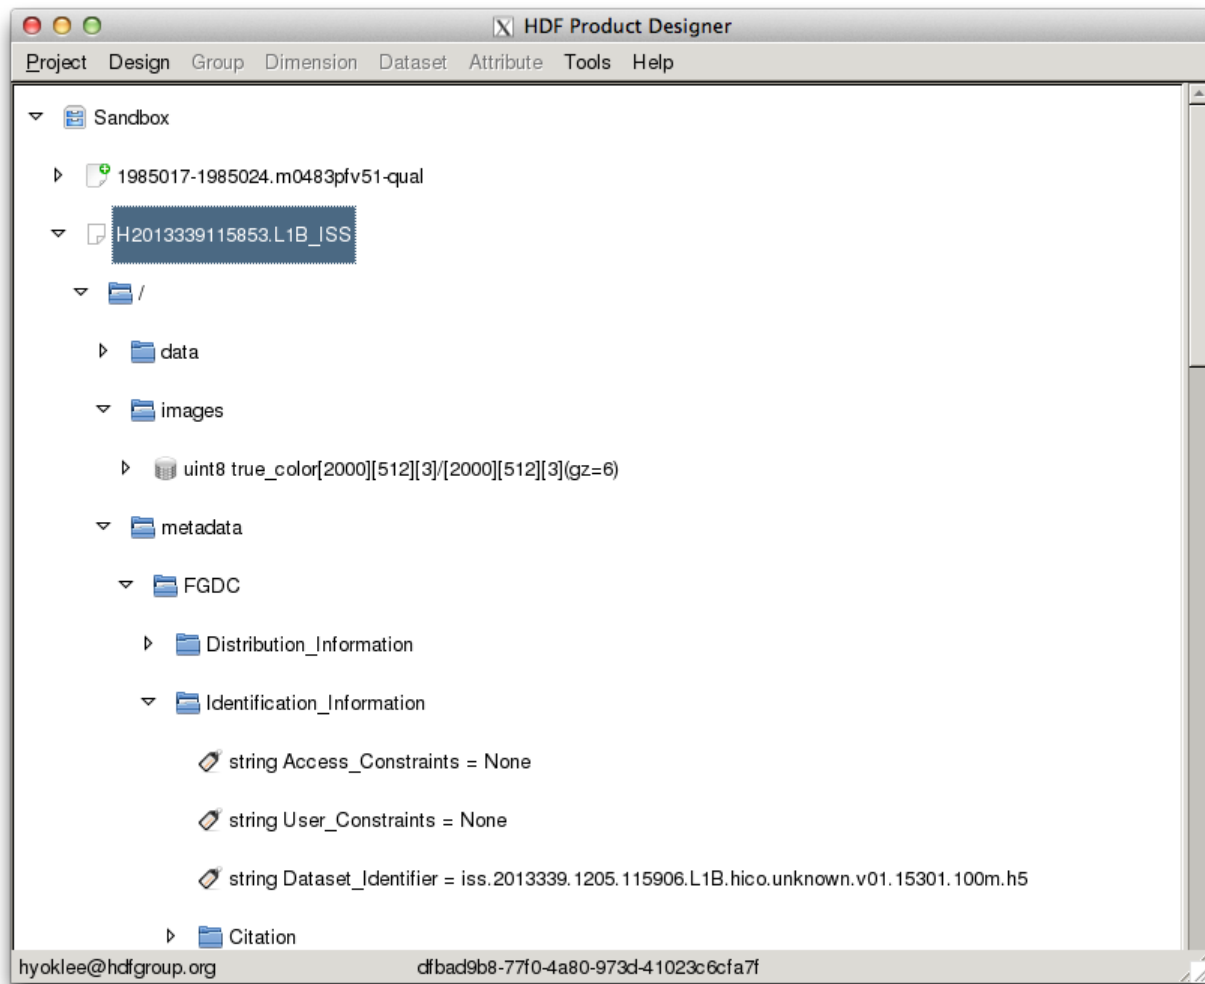 HDF Product Designer
Project Design Group Dimension Dataset Attribute Tools Help
Sandbox
1985017-1985024.m0483pfv51-qual
H2013339115853.L1B_ISS
/
data
images
uint8 true_color[2000][512][3]/[2000][512][3](gz=6)
metadata
FGDC
Distribution_Information
Identification_Information
string Access_Constraints = None
string User_Constraints = None
string Dataset_Identifier = iss.2013339.1205.115906.L1B.hico.unknown.v01.15301.100m.h5
Citation
hyoklee@hdfgroup.org dfbad9b8-77f0-4a80-973d-41023c6cfa7f